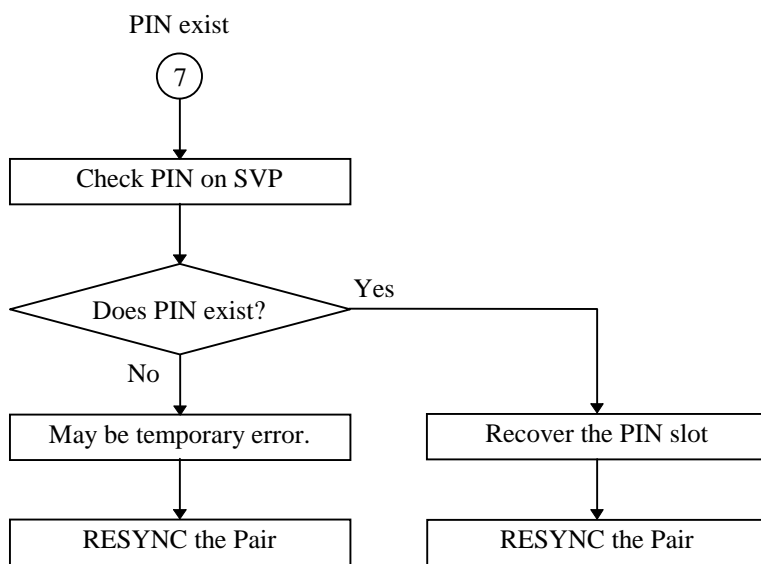 PIN exist
7
Check PIN on SVP
Does PIN exist?
Yes
No
May be temporary error.
Recover the PIN slot
RESYNC the Pair
RESYNC the Pair